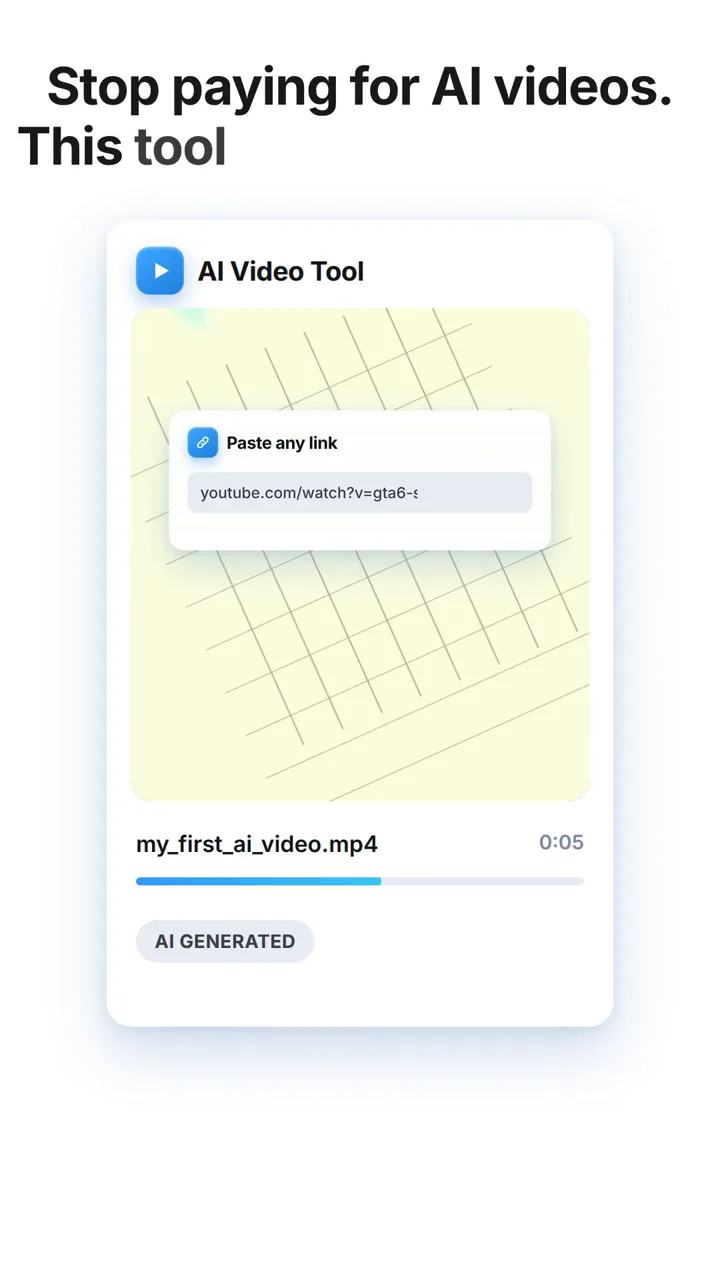 Stop paying for AI videos.
This tool
AI Video Tool
Paste any link
youtube.com/watch?v=gta6-s
my_first_ai_video.mp4
0:05
AI GENERATED